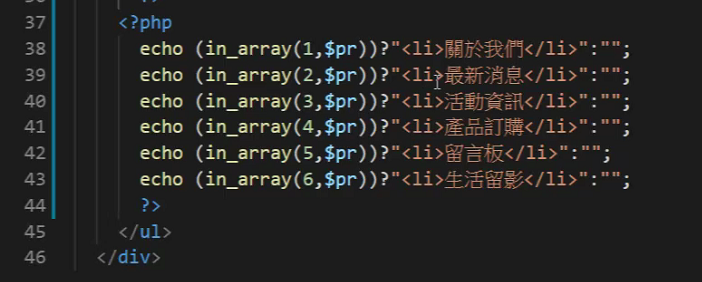 37 <?php
38 echo (in_array(1,$pr))?"<li>關於我們</li>":"";
39 echo (in_array(2,$pr))?"<li>最新消息</li>":"";
40 echo (in_array(3,$pr))?"<li>活動資訊</li>":"";
41 echo (in_array(4,$pr))?"<li>產品訂購</li>":"";
42 echo (in_array(5,$pr))?"<li>留言板</li>":"";
43 echo (in_array(6,$pr))?"<li>生活留影</li>":"";
44 ?>
45 </ul>
46 </div>